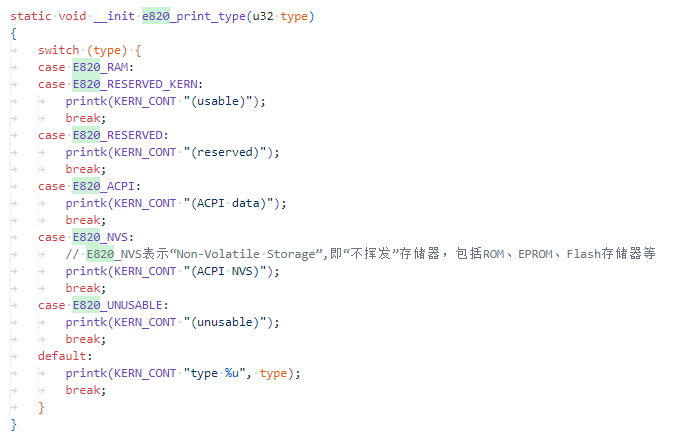 static void __init e820_print_type(u32 type)
{
switch (type) {
case E820_RAM:
case E820_RESERVED_KERN:
printk(KERN_CONT "(usable)");
break;
case E820_RESERVED:
printk(KERN_CONT "(reserved)");
break;
case E820_ACPI:
printk(KERN_CONT "(ACPI data)");
break;
case E820_NVS:
// E820_NVS表示“Non-Volatile Storage”,即“不挥发”存储器，包括ROM、EPROM、Flash存储器等
printk(KERN_CONT "(ACPI NVS)");
break;
case E820_UNUSABLE:
printk(KERN_CONT "(unusable)");
break;
default:
printk(KERN_CONT "type %u", type);
break;
}
}